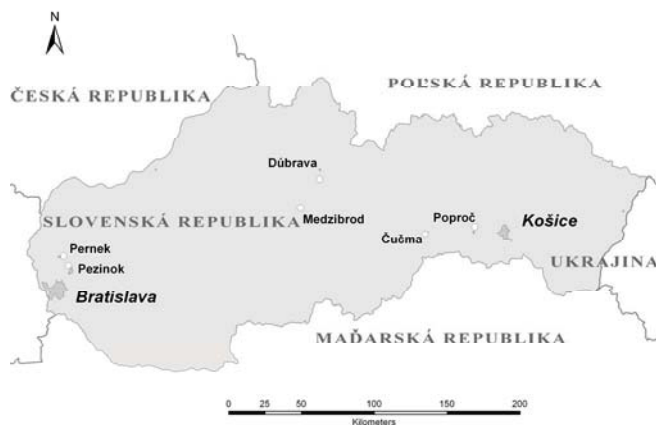 N
ČESKÁ REPUBLIKA
POĽSKÁ REPUBLIKA
Dúbrava
SLOVENSKÁ REPUBLIKA
Medzibrod
Poproč
Košice
Čučma
Pernek
Pezinok
UKRAJINA
Bratislava
MAĎARSKÁ REPUBLIKA
0 25 50 100 150 200
Kilometers